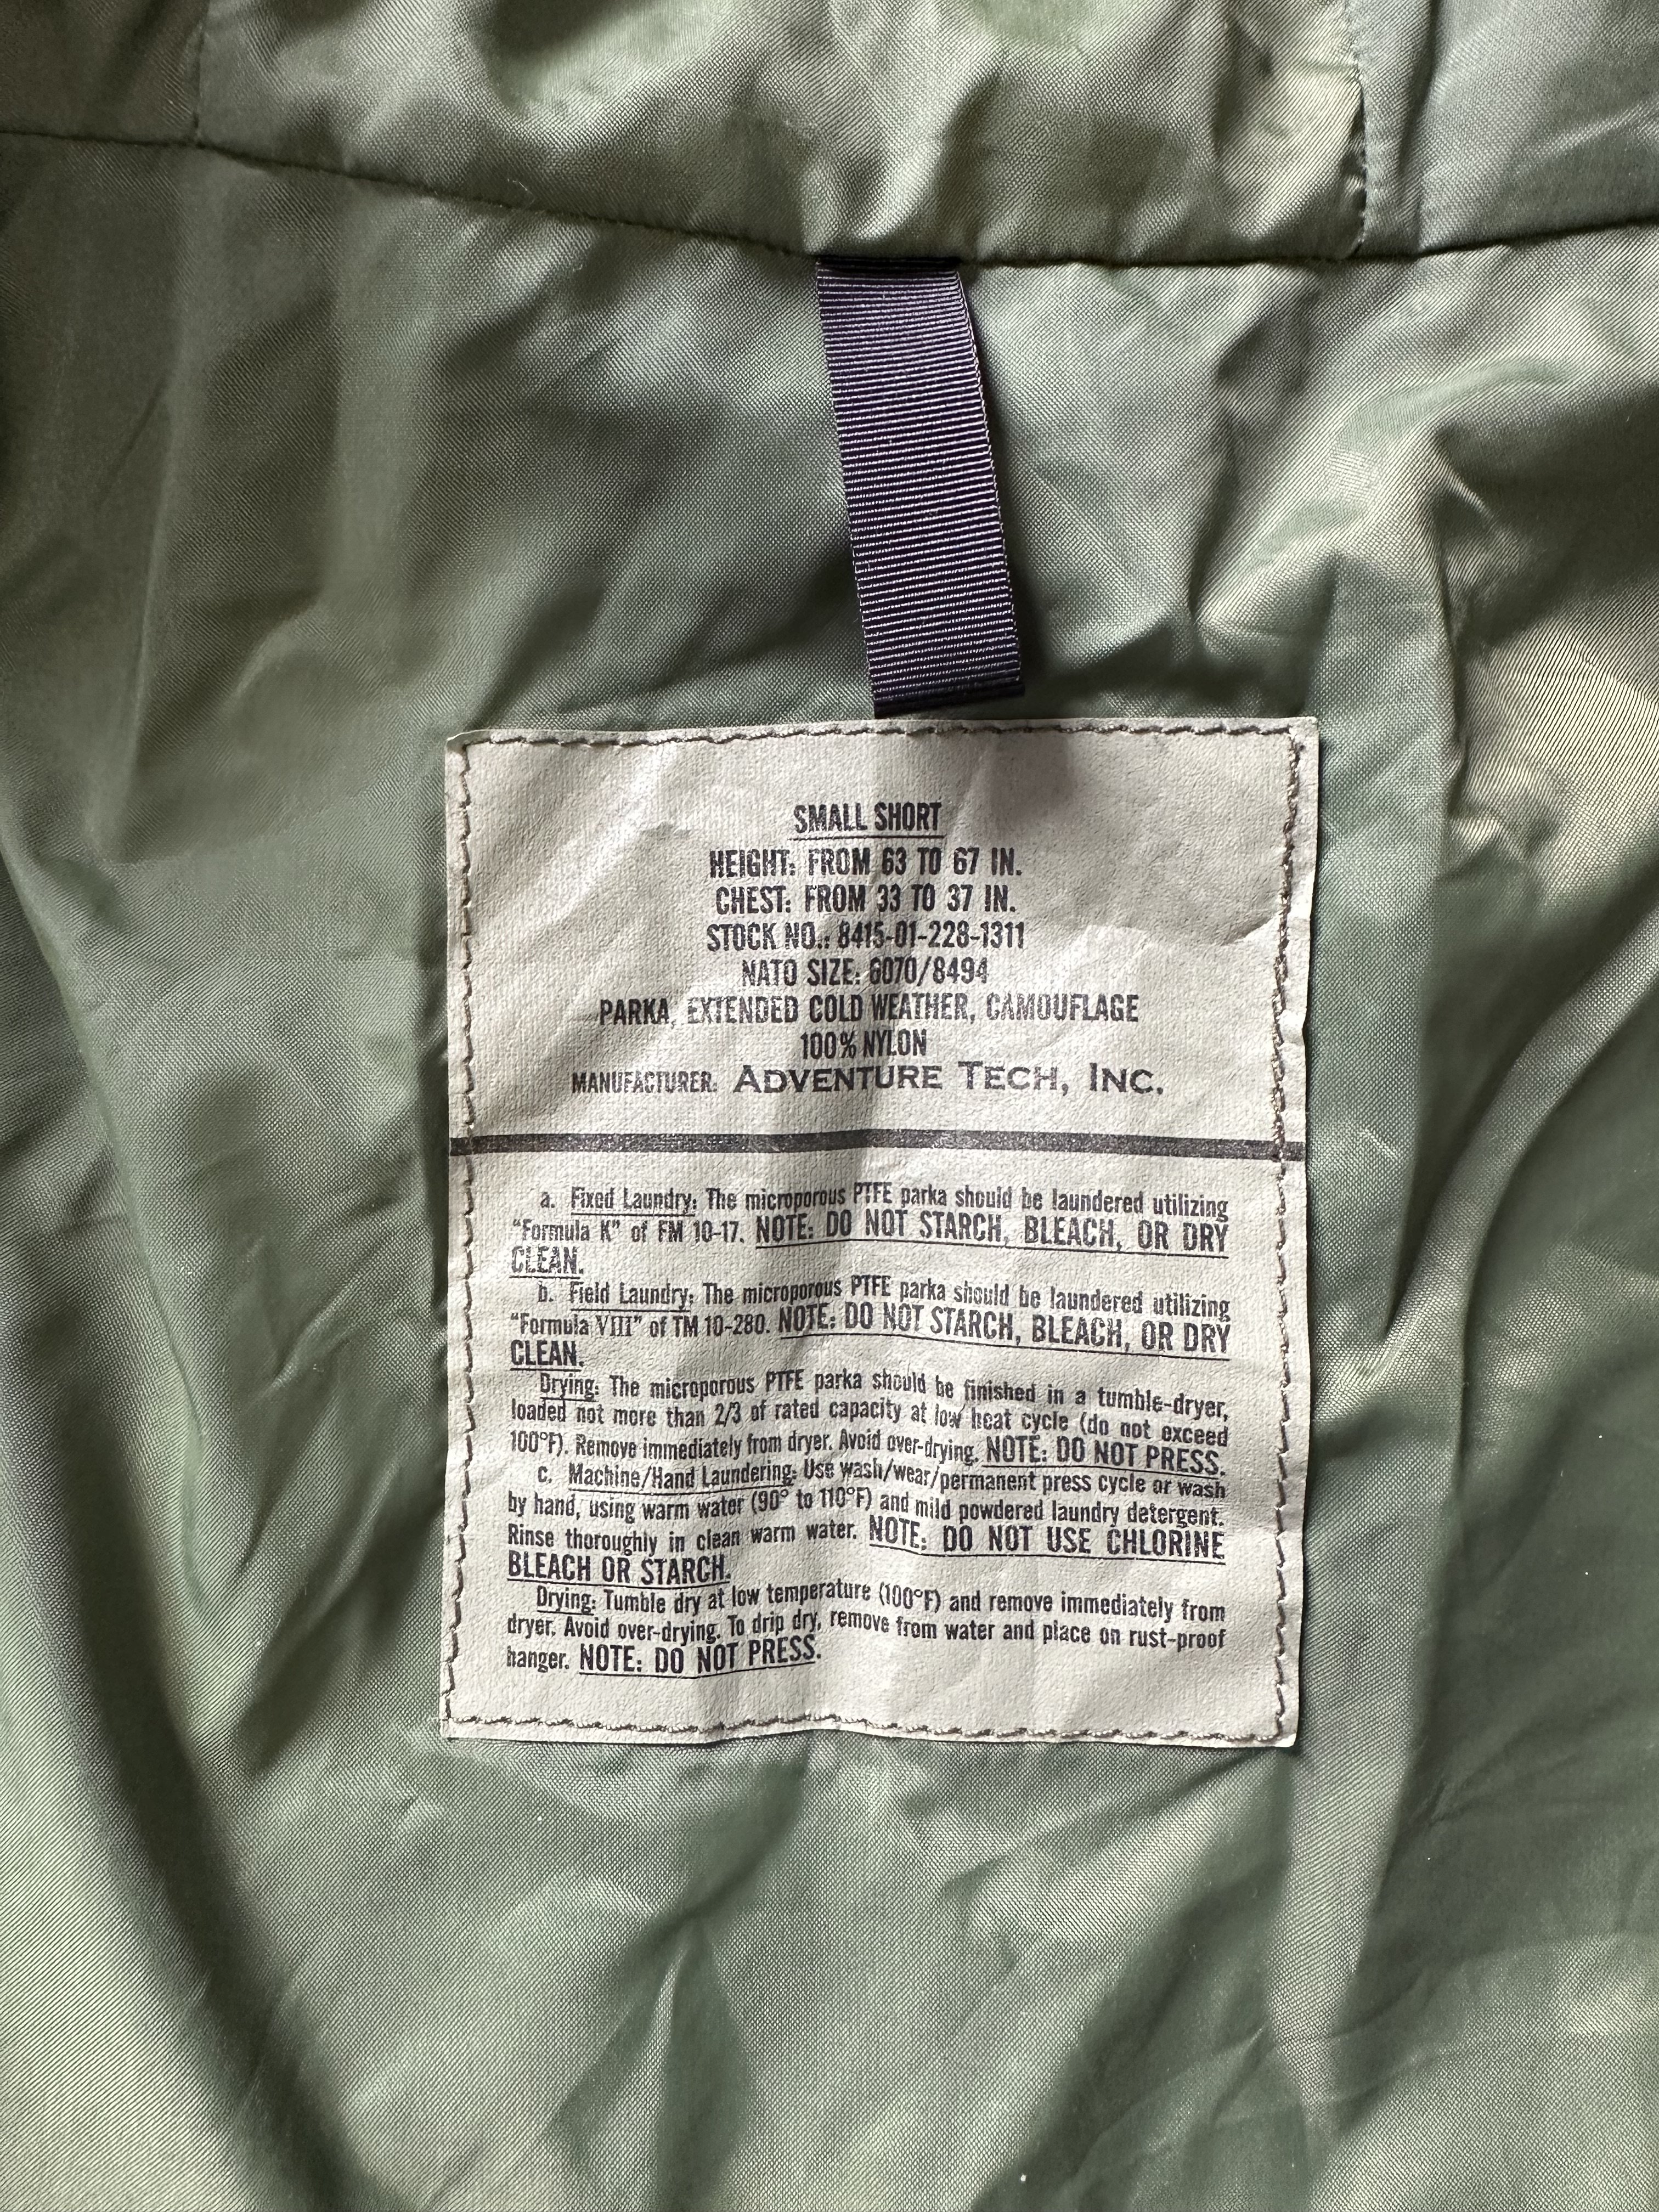 SMALL SHORT
HEIGHT: FROM 63 TO 67 IN.
CHEST: FROM 33 TO 37 IN.
STOCK NO.: 8415-01-228-1311
NATO SIZE: 6070/8494
PARKA, EXTENDED COLD WEATHER, CAMOUFLAGE
100% NYLON
MANUFACTURER: ADVENTURE TECH, INC.
a. Fixed Laundry: The microporous PTFE parka should be laundered utilizing
"Formula K" of FM 10-17. NOTE: DO NOT STARCH, BLEACH, OR DRY
CLEAN.
b. Field Laundry: The microporous PTFE parka should be laundered utilizing
"Formula VIII" of TM 10-280. NOTE: DO NOT STARCH, BLEACH, OR DRY
CLEAN.
Drying: The microporous PTFE parka should be finished in a tumble-dryer,
loaded not more than 2/3 of rated capacity at low heat cycle (do not exceed
100°F). Remove immediately from dryer. Avoid over-drying. NOTE: DO NOT PRESS.
c. Machine/Hand Laundering: Use wash/wear/permanent press cycle or wash
by hand, using warm water (90° to 110°F) and mild powdered laundry detergent.
Rinse thoroughly in clean warm water. NOTE: DO NOT USE CHLORINE
BLEACH OR STARCH.
Drying: Tumble dry at low temperature (100°F) and remove immediately from
dryer. Avoid over-drying. To drip dry, remove from water and place on rust-proof
hanger. NOTE: DO NOT PRESS.